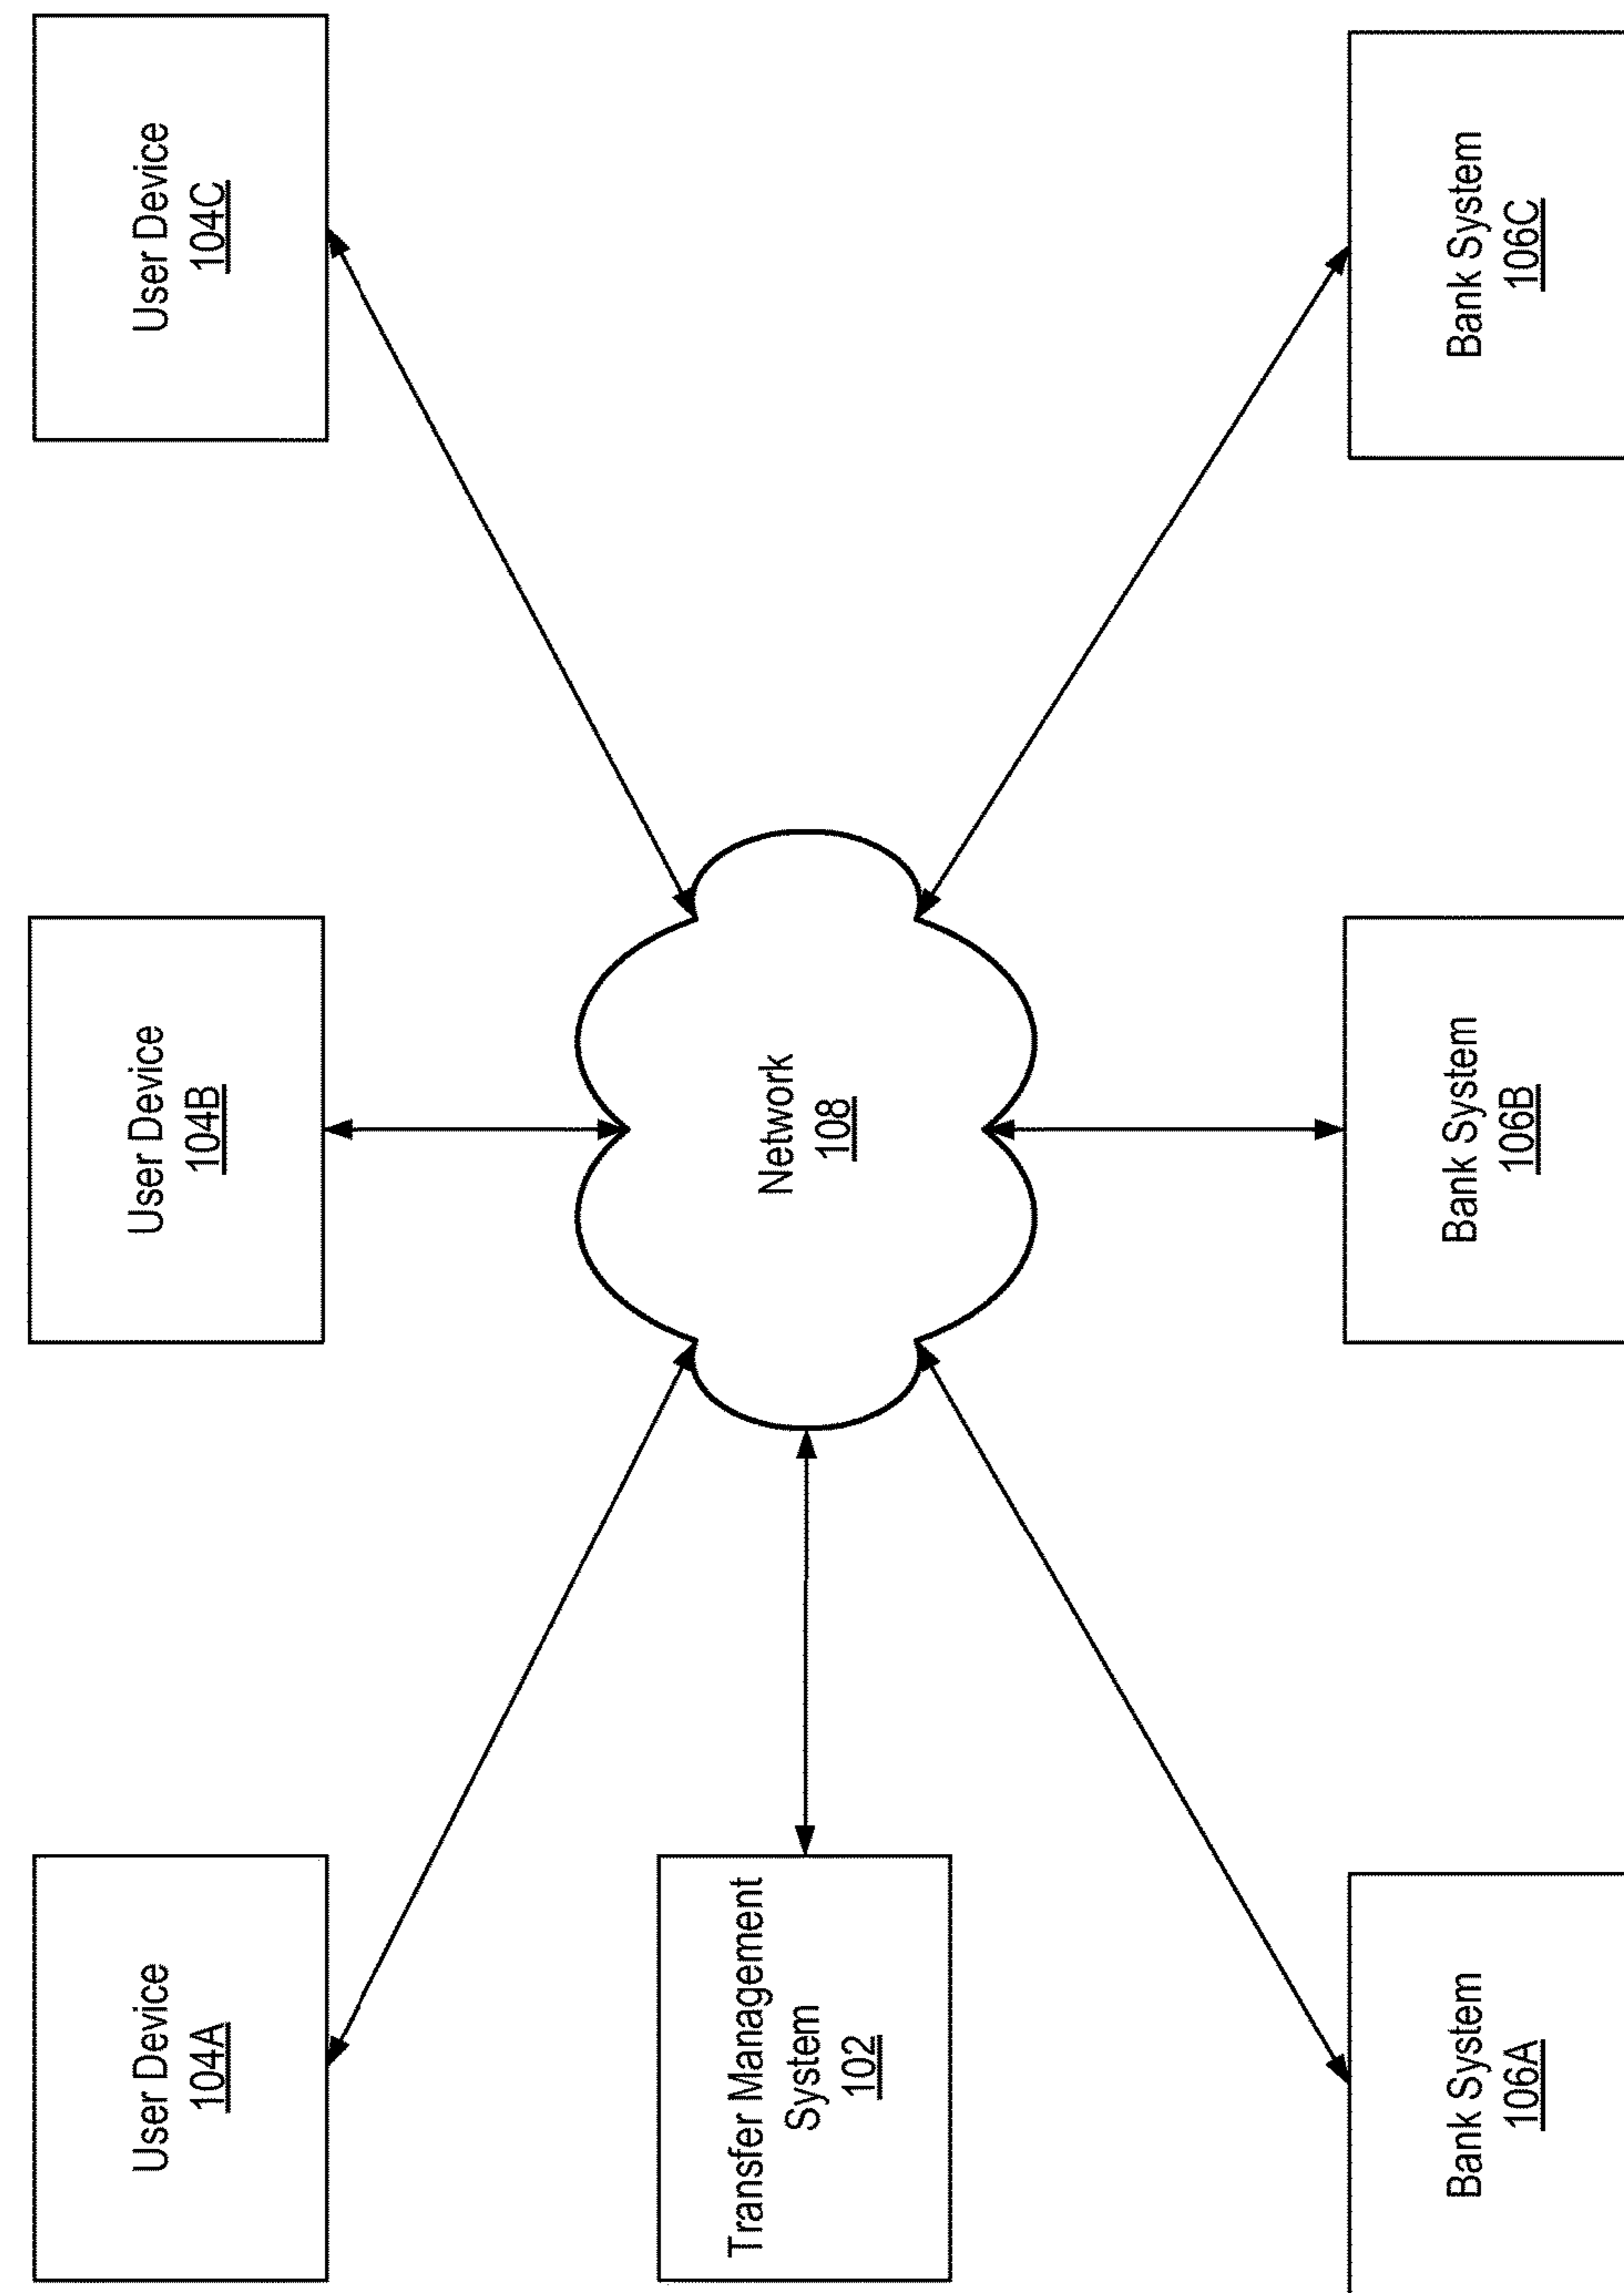 User Device
104A
User Device
104B
User Device
104C
Transfer Management
System
102
Network
108
Bank System
106A
Bank System
106B
Bank System
106C